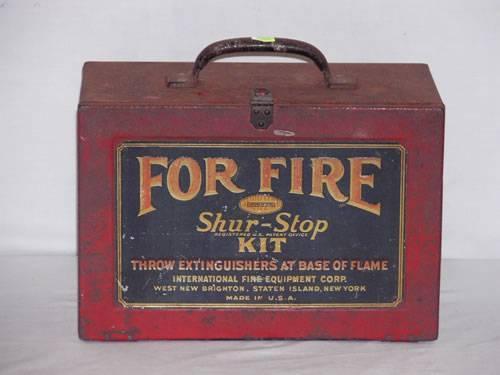 FOR FIRE
Shur-Stop
REGISTERED U.S. PATENT OFFICE
KIT
THROW EXTINGUISHERS AT BASE OF FLAME
INTERNATIONAL FIRE EQUIPMENT CORP.
WEST NEW BRIGHTON, STATEN ISLAND, NEW YORK
MADE IN U.S.A.